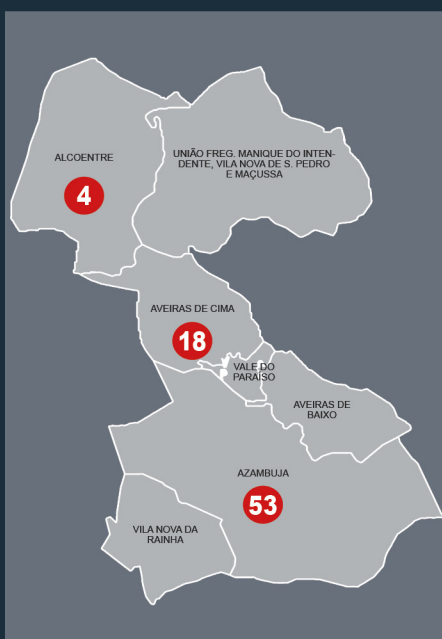 ALCOENTRE
4
UNIÃO FREG. MANIQUE DO INTEN-
DENTE, VILA NOVA DE S. PEDRO
E MAÇUSSA
AVEIRAS DE CIMA
18
VALE DO
PARAÍSO
AVEIRAS DE
BAIXO
AZAMBUJA
53
VILA NOVA DA
RAINHA